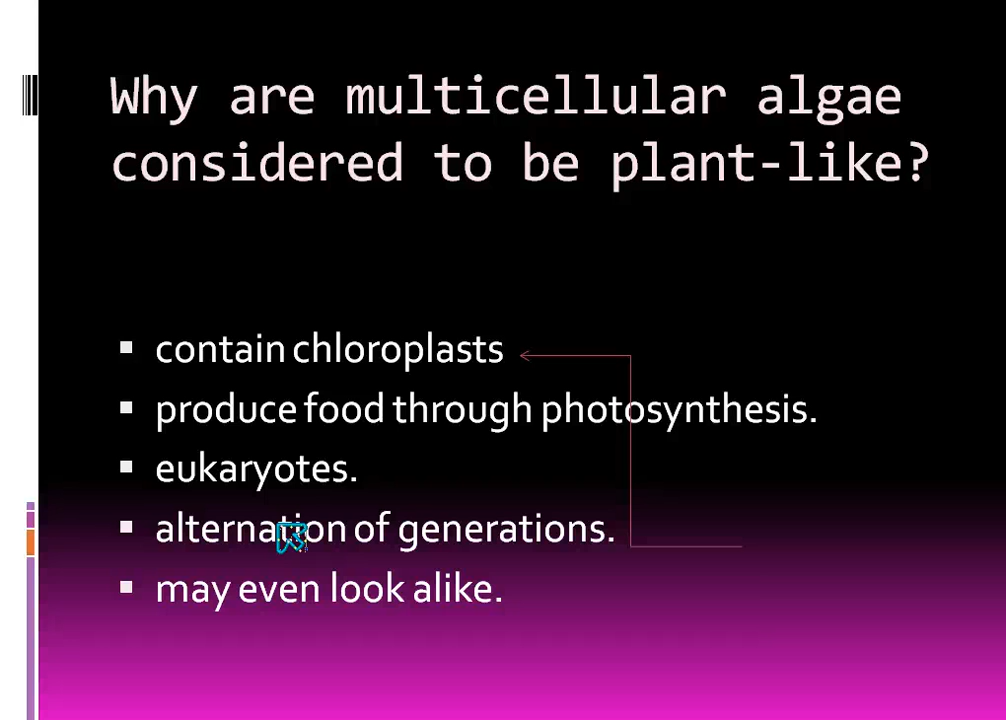 Why are multicellular algae
considered to be plant-like?
▪ contain chloroplasts
▪ produce food through photosynthesis.
▪ eukaryotes.
▪ alternation of generations.
▪ may even look alike.